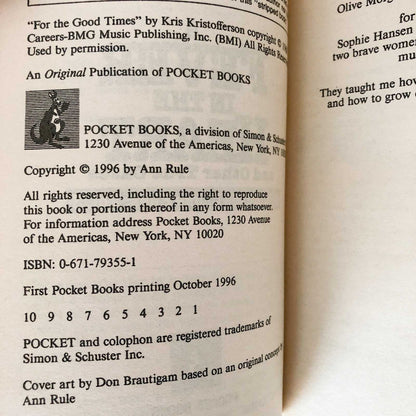 this "stripped
"For the Good Times" by Kris Kristofferson copyright ©
Careers-BMG Music Publishing, Inc. (BMI) All Rights
Used by permission.
An Original Publication of POCKET BOOKS
POCKET BOOKS, a division of Simon & Schuster
1230 Avenue of the Americas, New York, NY
Copyright © 1996 by Ann Rule
All rights reserved, including the right to reproduce
this book or portions thereof in any form whatsoever.
For information address Pocket Books, 1230 Avenue
of the Americas, New York, NY 10020
ISBN: 0-671-79355-1
First Pocket Books printing October 1996
10 9 8 7 6 5 4 3 2 1
POCKET and colophon are registered trademarks of
Simon & Schuster Inc.
Cover art by Don Brautigam based on an original concept
Ann Rule
Olive
for
Sophie Hansen
two brave women
They taught me how
and how to grow